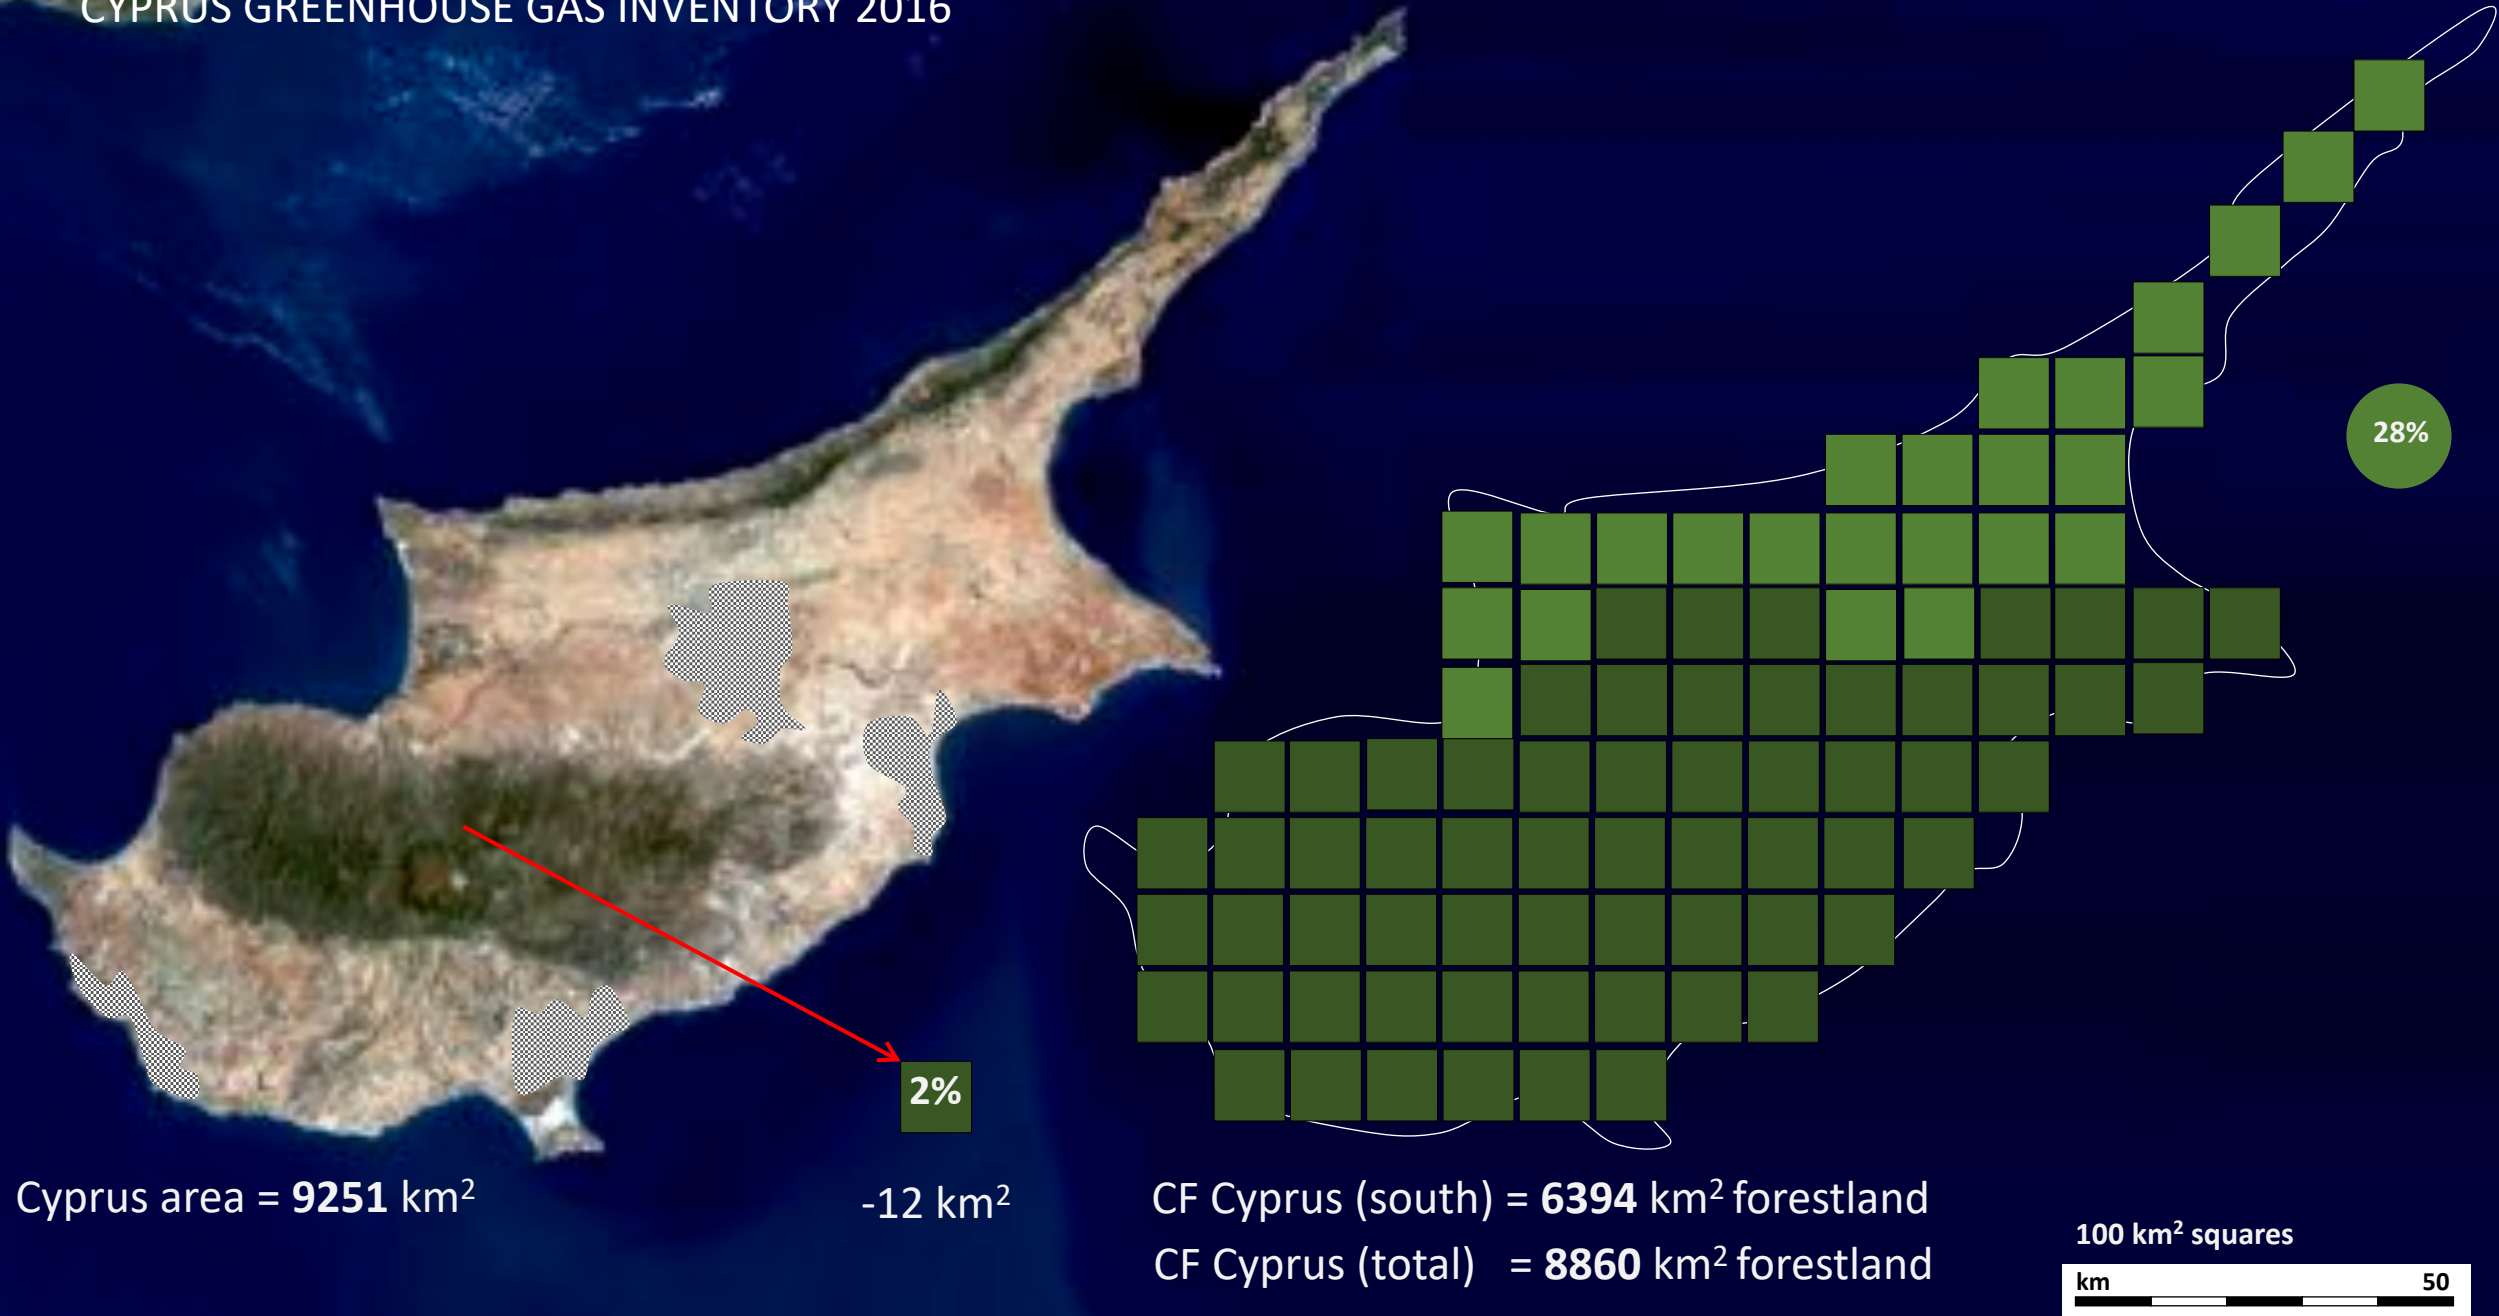 CYPRUS GREENHOUSE GAS INVENTORY 2016
28%
2%
Cyprus area = 9251 km²
-12 km²
CF Cyprus (south) = 6394 km² forestland
CF Cyprus (total) = 8860 km² forestland
100 km² squares
km 50